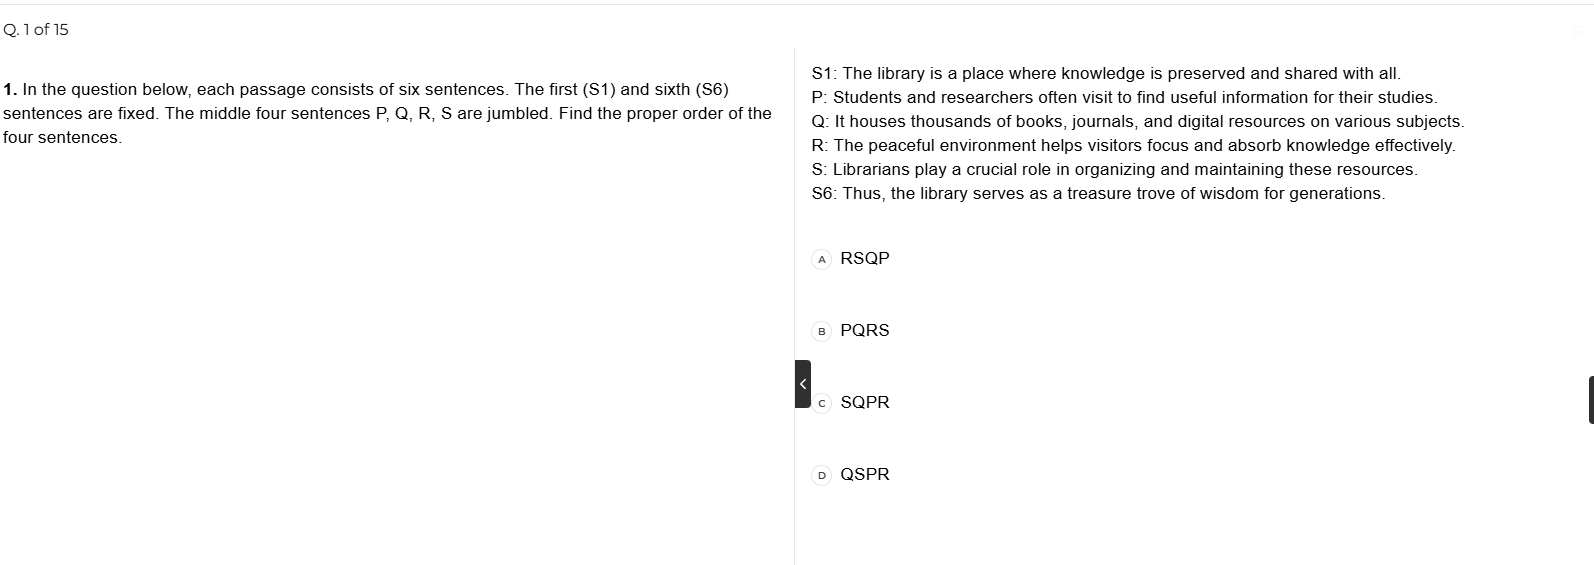 Q. 1 of 15
1. In the question below, each passage consists of six sentences. The first (S1) and sixth (S6)
sentences are fixed. The middle four sentences P, Q, R, S are jumbled. Find the proper order of the
four sentences.
S1: The library is a place where knowledge is preserved and shared with all.
P: Students and researchers often visit to find useful information for their studies.
Q: It houses thousands of books, journals, and digital resources on various subjects.
R: The peaceful environment helps visitors focus and absorb knowledge effectively.
S: Librarians play a crucial role in organizing and maintaining these resources.
S6: Thus, the library serves as a treasure trove of wisdom for generations.
A RSQP
B PQRS
C SQPR
D QSPR